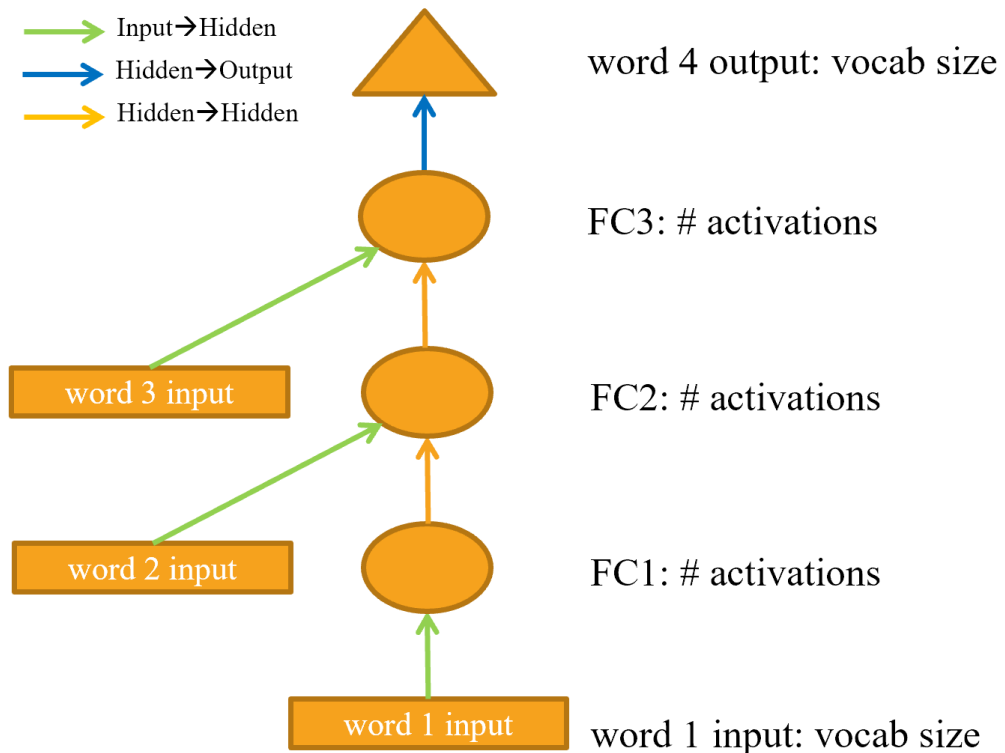 Input→Hidden
Hidden→Output
Hidden→Hidden
word 4 output: vocab size
FC3: # activations
word 3 input
FC2: # activations
word 2 input
FC1: # activations
word 1 input
word 1 input: vocab size